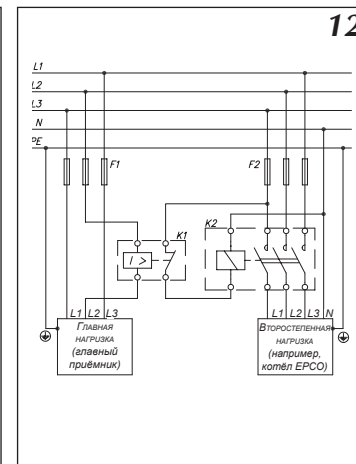 12
L1
L2
L3
N
PE
F1
F2
K1
K2
I >
L1 L2 L3
Главная
нагрузка
(главный
приёмник)
L1 L2 L3 N
Второстепенная
нагрузка
(например,
котёл EPCO)